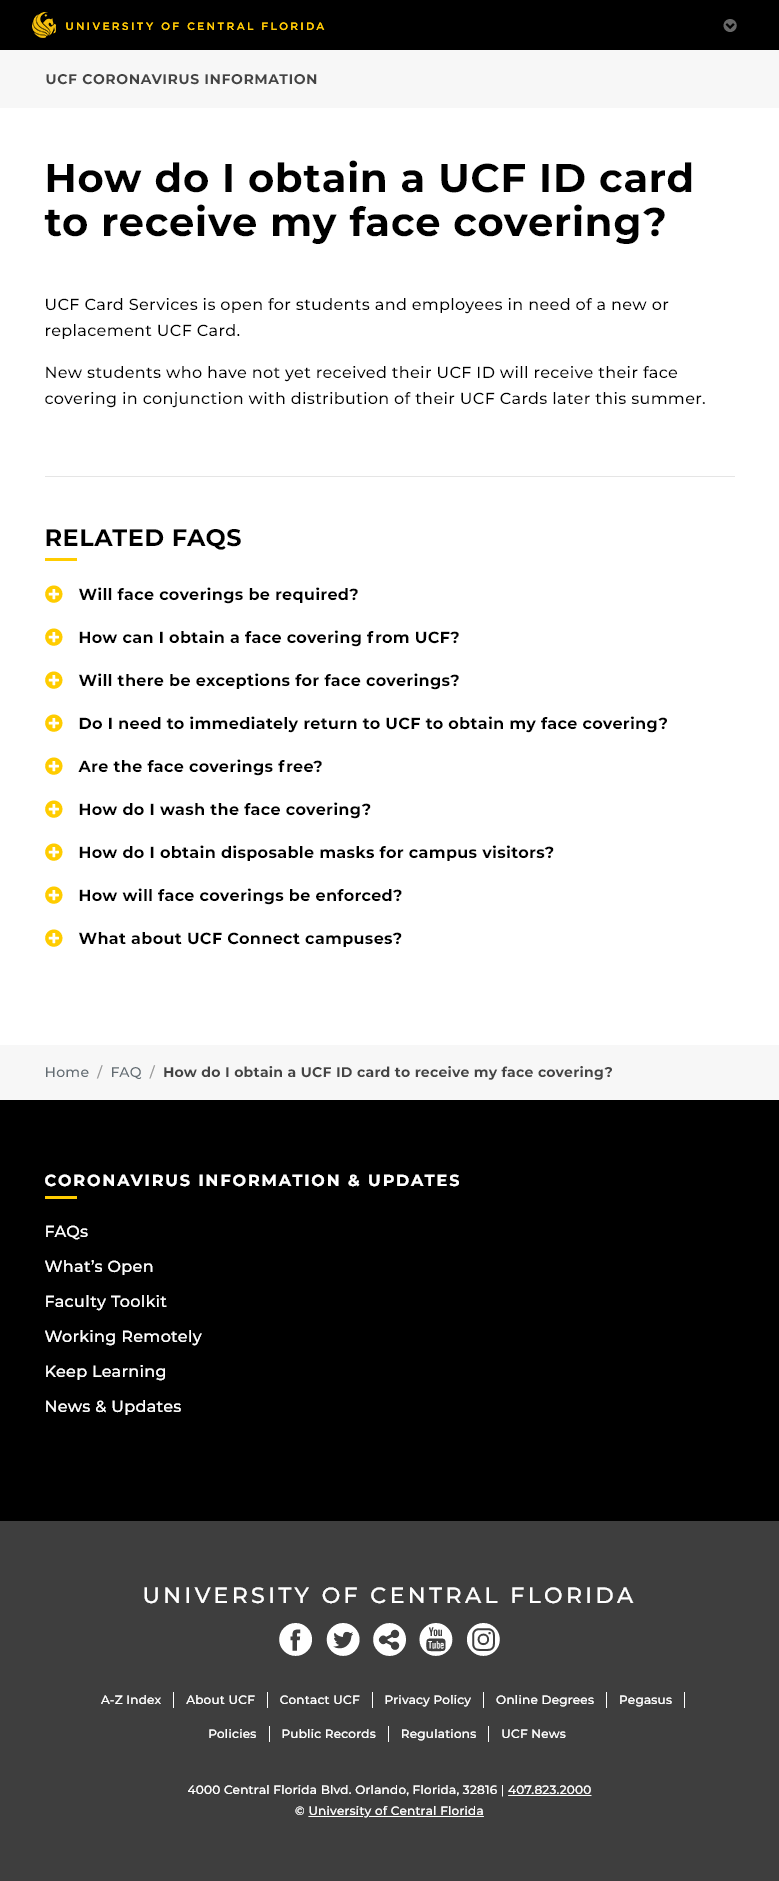 UNIVERSITY OF CENTRAL FLORIDA
UCF CORONAVIRUS INFORMATION
How do I obtain a UCF ID card
to receive my face covering?
UCF Card Services is open for students and employees in need of a new or
replacement UCF Card.
New students who have not yet received their UCF ID will receive their face
covering in conjunction with distribution of their UCF Cards later this summer.
RELATED FAQS
Will face coverings be required?
How can I obtain a face covering from UCF?
Will there be exceptions for face coverings?
Do I need to immediately return to UCF to obtain my face covering?
Are the face coverings free?
How do I wash the face covering?
How do I obtain disposable masks for campus visitors?
How will face coverings be enforced?
What about UCF Connect campuses?
Home / FAQ / How do I obtain a UCF ID card to receive my face covering?
CORONAVIRUS INFORMATION & UPDATES
FAQs
What’s Open
Faculty Toolkit
Working Remotely
Keep Learning
News & Updates
UNIVERSITY OF CENTRAL FLORIDA
You
Tube
A-Z Index | About UCF | Contact UCF | Privacy Policy | Online Degrees | Pegasus |
Policies | Public Records | Regulations | UCF News
4000 Central Florida Blvd. Orlando, Florida, 32816 | 407.823.2000
© University of Central Florida